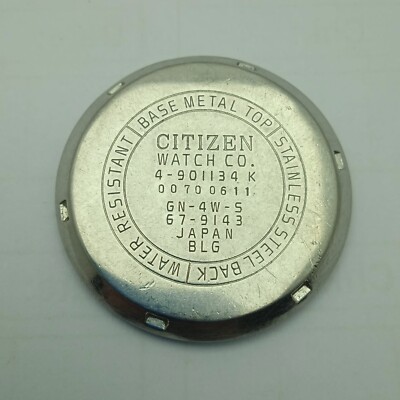 BASE METAL TOP | STAINLESS STEEL BACK | WATER RESISTANT |
CITIZEN
WATCH CO.
4-901134 K
00700611
GN-4W-S
67-9143
JAPAN
BLG